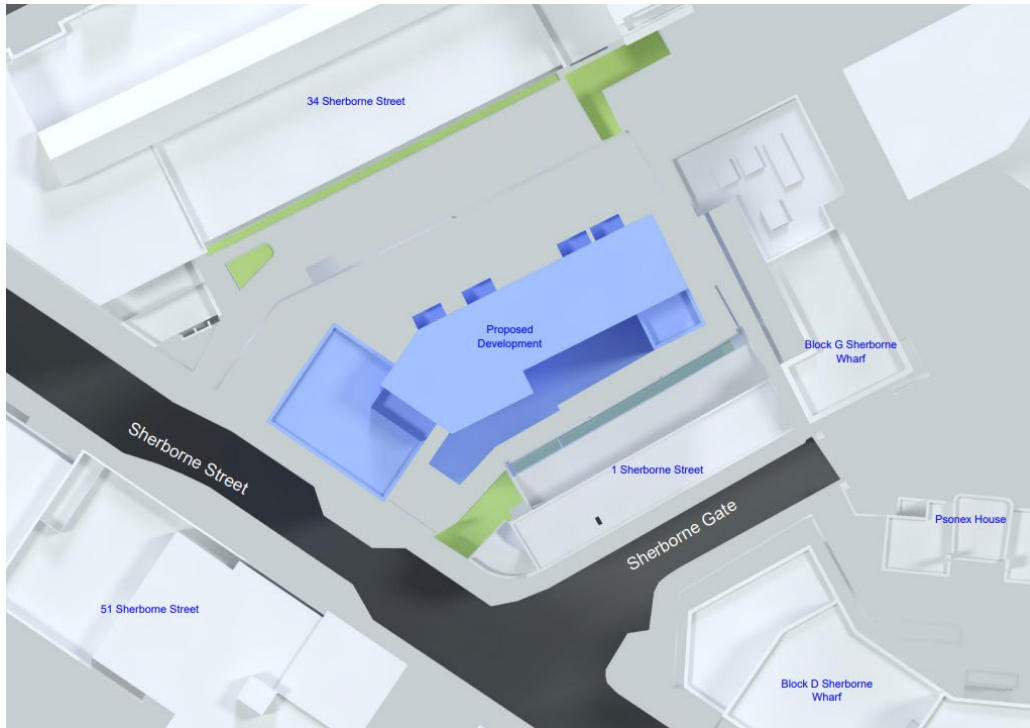 34 Sherborne Street
Proposed
Development
Block G Sherborne
Wharf
Sherborne Street
1 Sherborne Street
Sherborne Gate
Psonex House
51 Sherborne Street
Block D Sherborne
Wharf